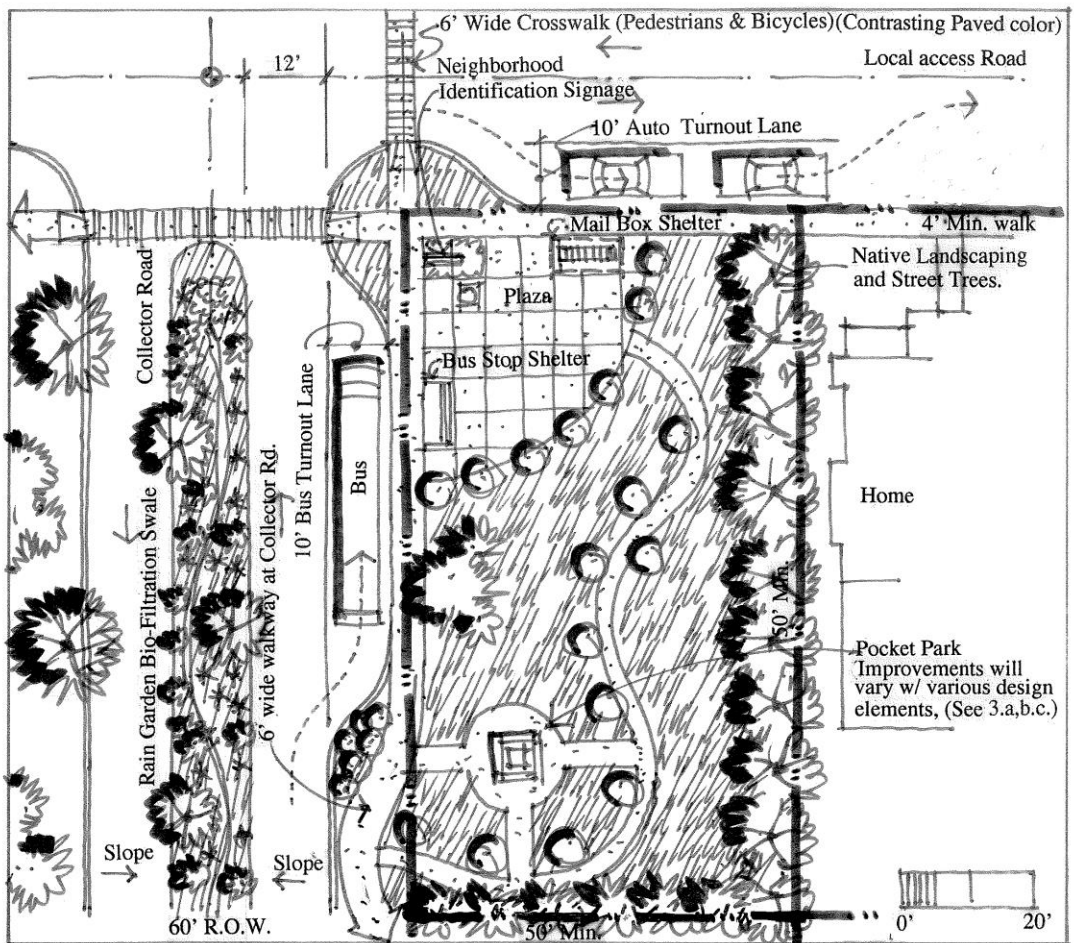 6' Wide Crosswalk (Pedestrians & Bicycles)(Contrasting Paved color)
12'
Neighborhood
Identification Signage
Local access Road
10' Auto Turnout Lane
Mail Box Shelter
4' Min. walk
Native Landscaping
and Street Trees.
Plaza
Collector Road
Bus Stop Shelter
10' Bus Turnout Lane
Bus
Home
Rain Garden Bio-Filtration Swale
6' wide walkway at Collector Rd.
50' Min.
Pocket Park
Improvements will
vary w/ various design
elements, (See 3.a,b.c.)
Slope
Slope
60' R.O.W.
50' Min.
0'
20'